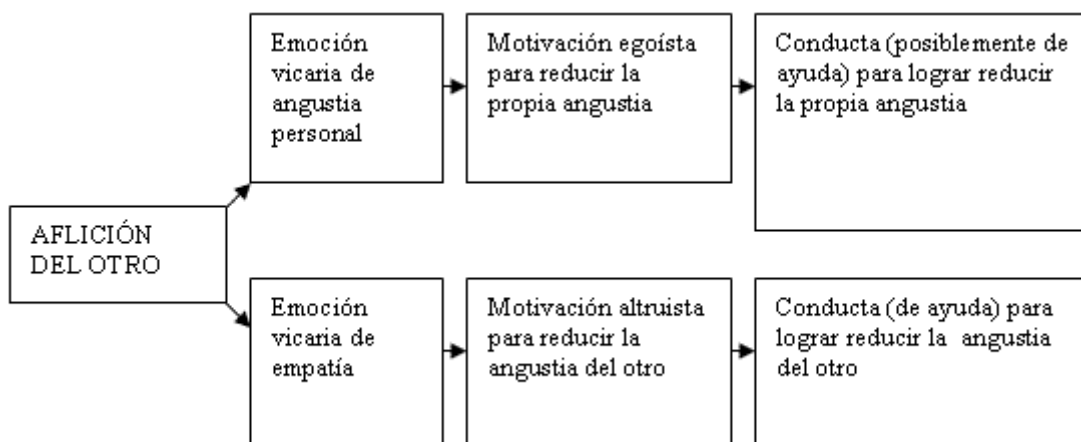 Emoción
vicaria de
angustia
personal
Motivación egoísta
para reducir la
propia angustia
Conducta (posiblemente de
ayuda) para lograr reducir
la propia angustia
AFLICIÓN
DEL OTRO
Emoción
vicaria de
empatía
Motivación altruista
para reducir la
angustia del otro
Conducta (de ayuda) para
lograr reducir la angustia
del otro